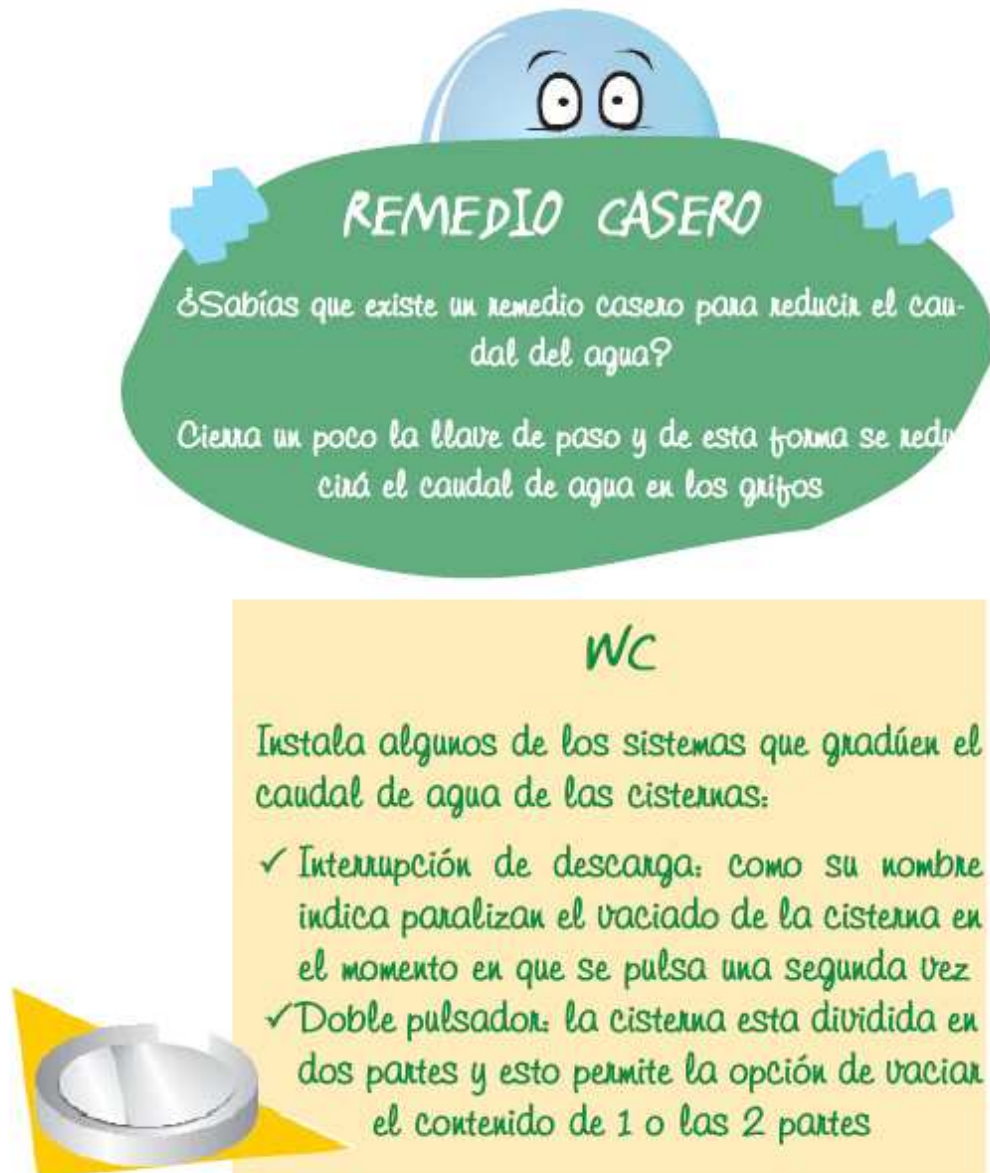 REMEDIO CASERO
¿Sabías que existe un remedio casero para reducir el cau-
dal del agua?
Cierra un poco la llave de paso y de esta forma se redu
cirá el caudal de agua en los grifos
WC
Instala algunos de los sistemas que gradúen el
caudal de agua de las cisternas:
✓ Interrupción de descarga: como su nombre
indica paralizan el vaciado de la cisterna en
el momento en que se pulsa una segunda vez
✓ Doble pulsador: la cisterna esta dividida en
dos partes y esto permite la opción de vaciar
el contenido de 1 o las 2 partes